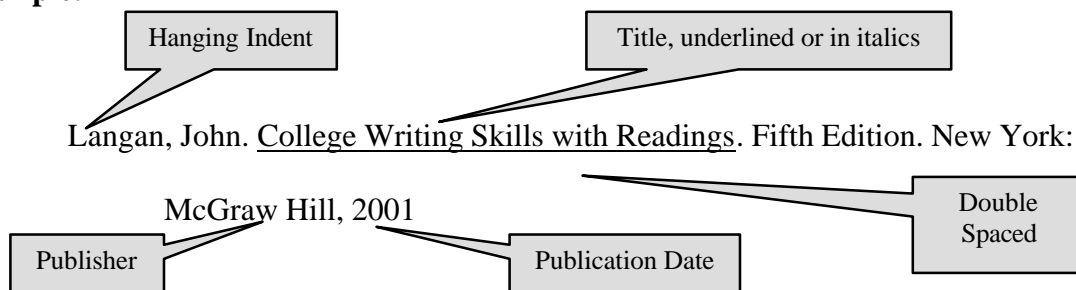 Hanging Indent
Title, underlined or in italics
Langan, John. College Writing Skills with Readings. Fifth Edition. New York:
Double
Spaced
McGraw Hill, 2001
Publisher
Publication Date